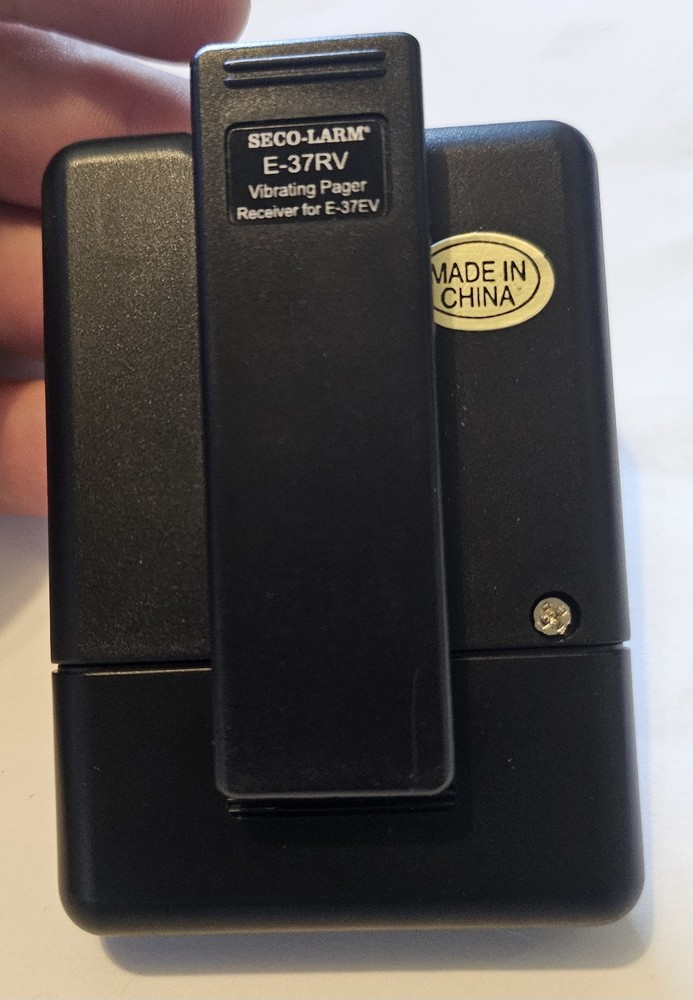 SECO-LARM®
E-37RV
Vibrating Pager
Receiver for E-37EV
MADE IN
CHINA